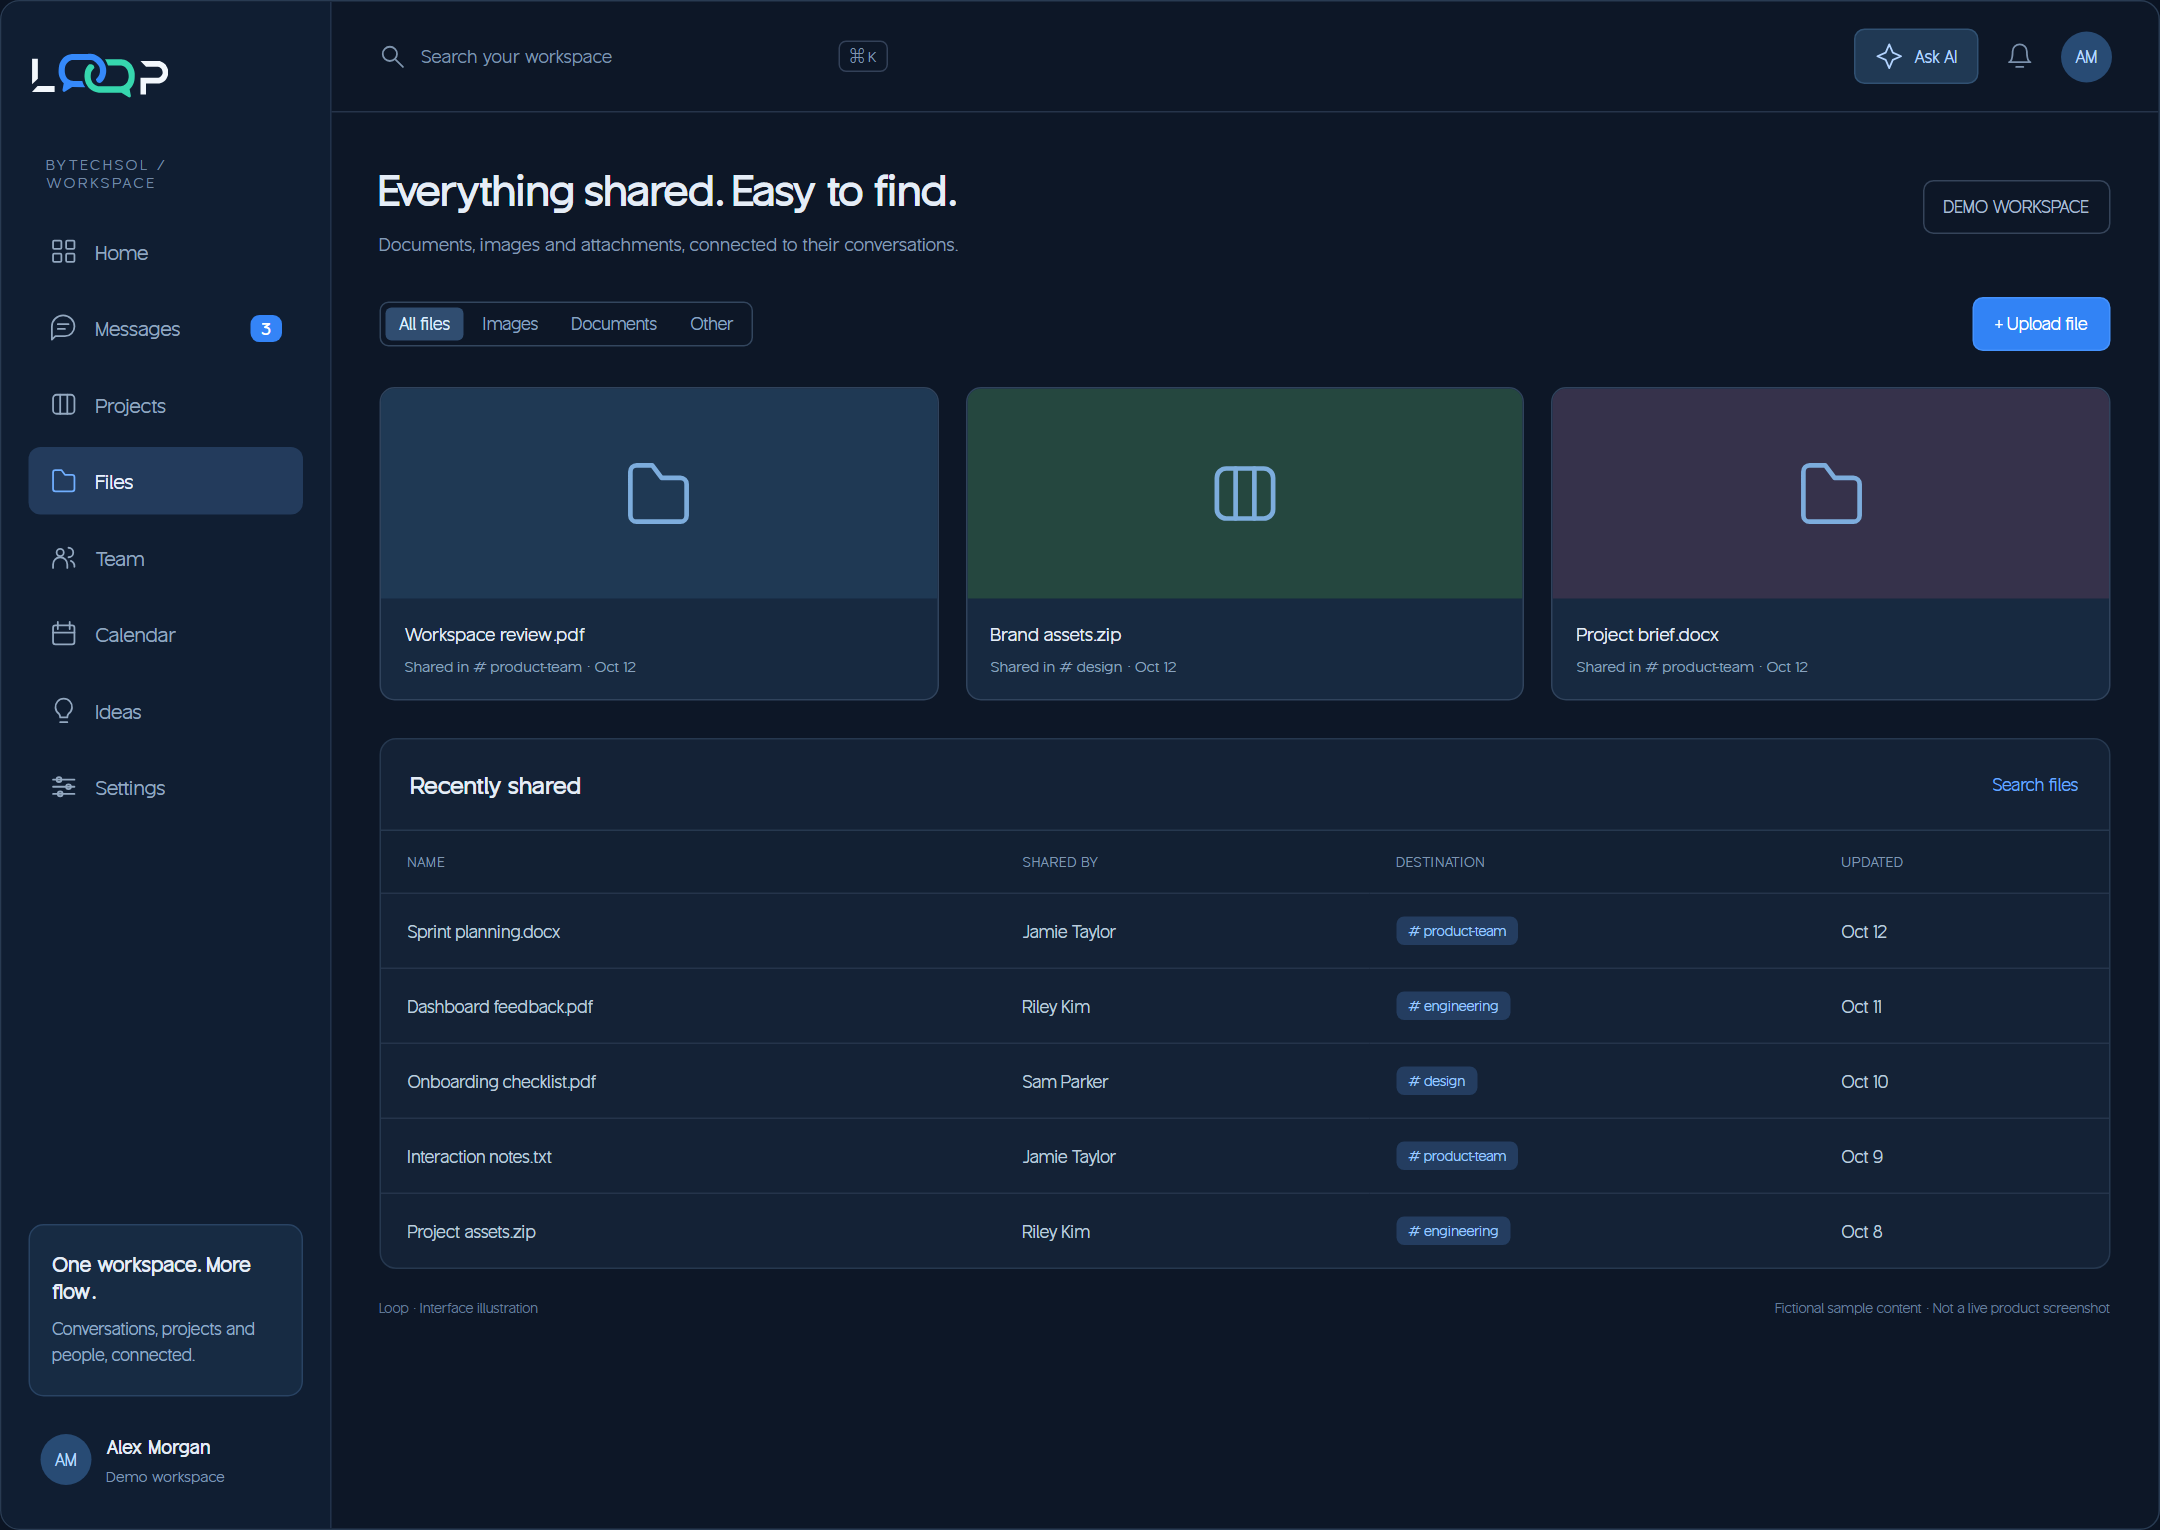 LOOP
BYTECHSOL /
WORKSPACE
Home
Messages 3
Projects
Files
Team
Calendar
Ideas
Settings
One workspace. More
flow.
Conversations, projects and
people, connected.
AM
Alex Morgan
Demo workspace
Search your workspace ⌘ K
Ask AI
AM
Everything shared. Easy to find.
Documents, images and attachments, connected to their conversations.
DEMO WORKSPACE
All files Images Documents Other
+ Upload file
Workspace review.pdf
Shared in # product-team · Oct 12
Brand assets.zip
Shared in # design · Oct 12
Project brief.docx
Shared in # product-team · Oct 12
Recently shared
Search files
NAME SHARED BY DESTINATION UPDATED
Sprint planning.docx Jamie Taylor # product-team Oct 12
Dashboard feedback.pdf Riley Kim # engineering Oct 11
Onboarding checklist.pdf Sam Parker # design Oct 10
Interaction notes.txt Jamie Taylor # product-team Oct 9
Project assets.zip Riley Kim # engineering Oct 8
Loop · Interface illustration
Fictional sample content · Not a live product screenshot